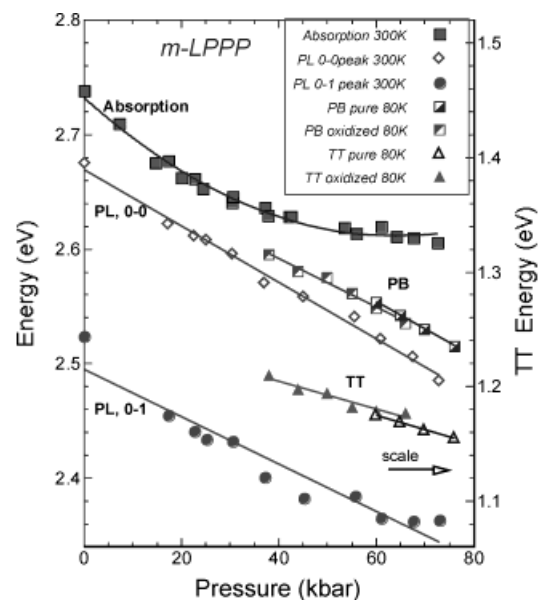 m-LPPP
Absorption 300K
PL 0-0peak 300K
PL 0-1 peak 300K
PB pure 80K
PB oxidized 80K
TT pure 80K
TT oxidized 80K
2.8
2.7
2.6
2.5
2.4
Energy (eV)
Absorption
PL, 0-0
PB
TT
PL, 0-1
scale
1.5
1.4
1.3
1.2
1.1
TT Energy (eV)
0 20 40 60 80
Pressure (kbar)